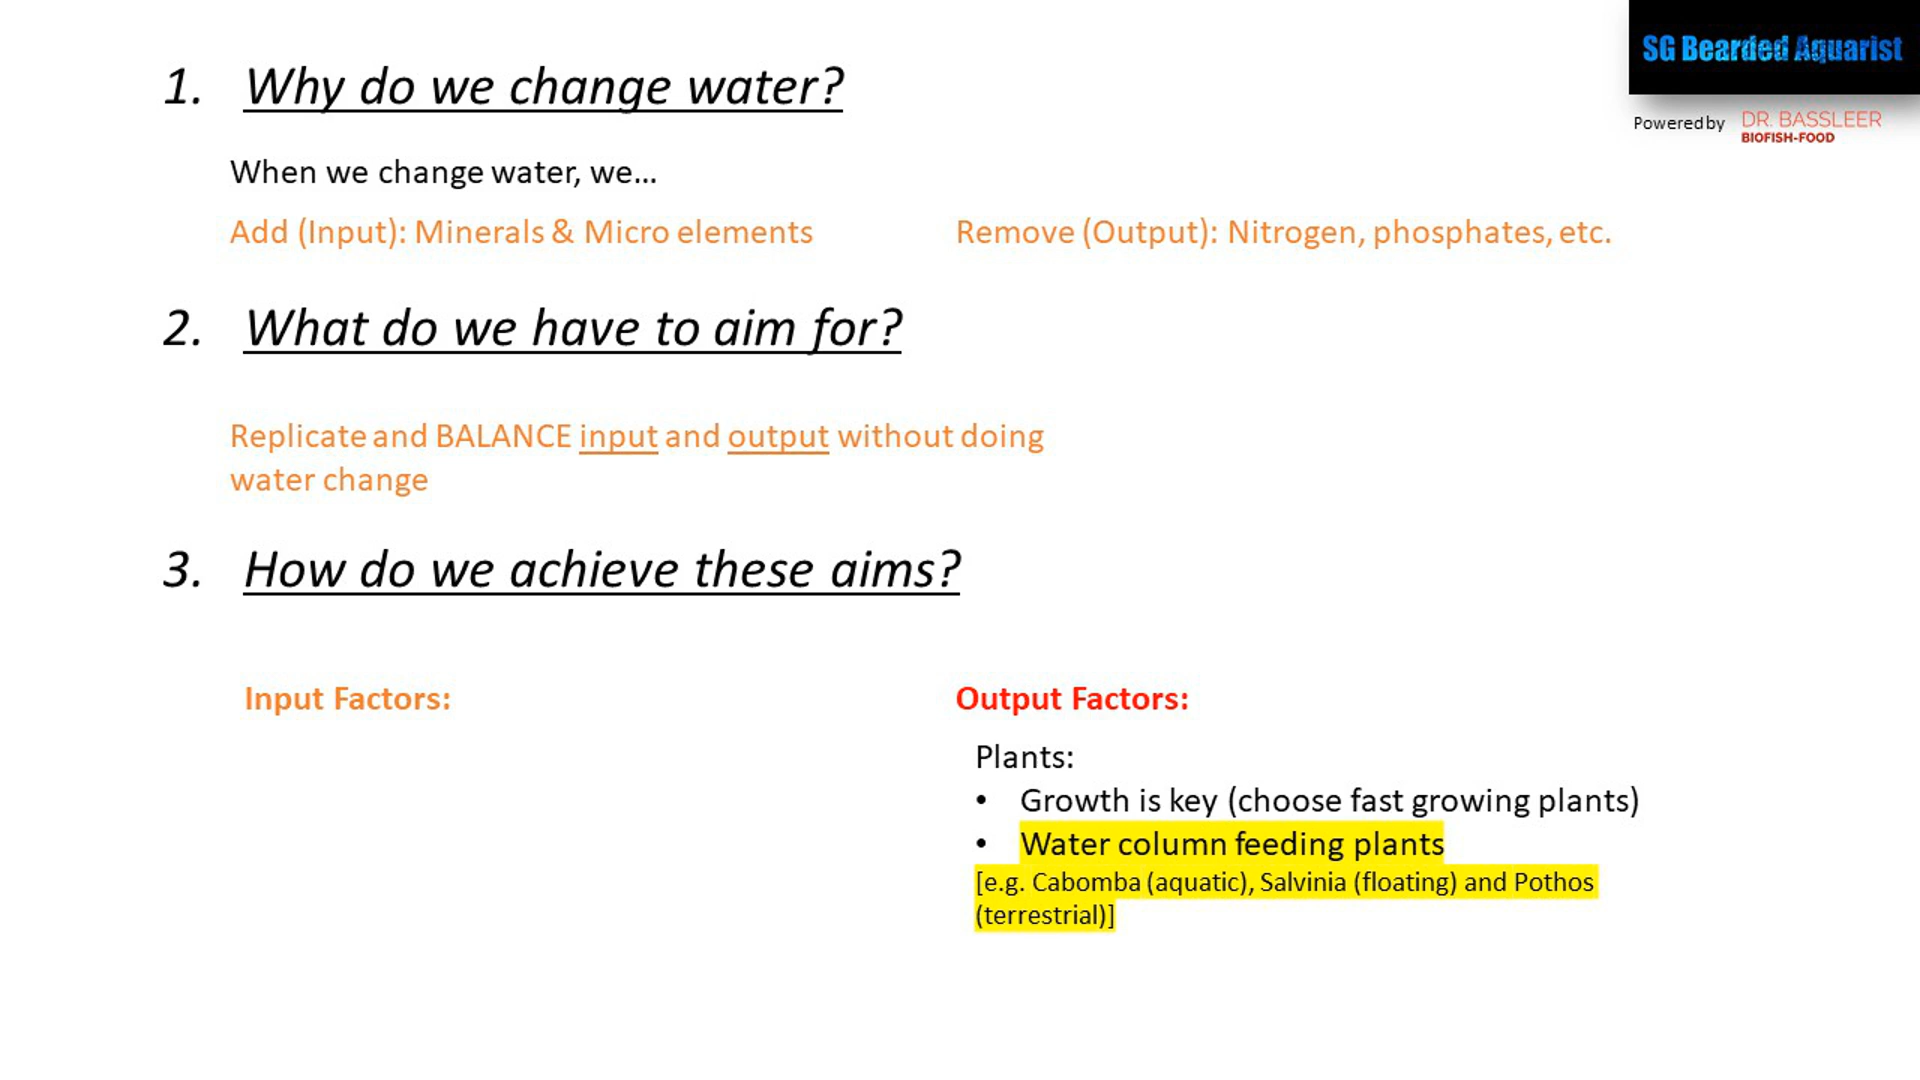 SG Bearded Aquarist
Powered by DR. BASSLEER
BIOFISH-FOOD
1. Why do we change water?
When we change water, we...
Add (Input): Minerals & Micro elements
Remove (Output): Nitrogen, phosphates, etc.
2. What do we have to aim for?
Replicate and BALANCE input and output without doing
water change
3. How do we achieve these aims?
Input Factors:
Output Factors:
Plants:
• Growth is key (choose fast growing plants)
• Water column feeding plants
[e.g. Cabomba (aquatic), Salvinia (floating) and Pothos
(terrestrial)]